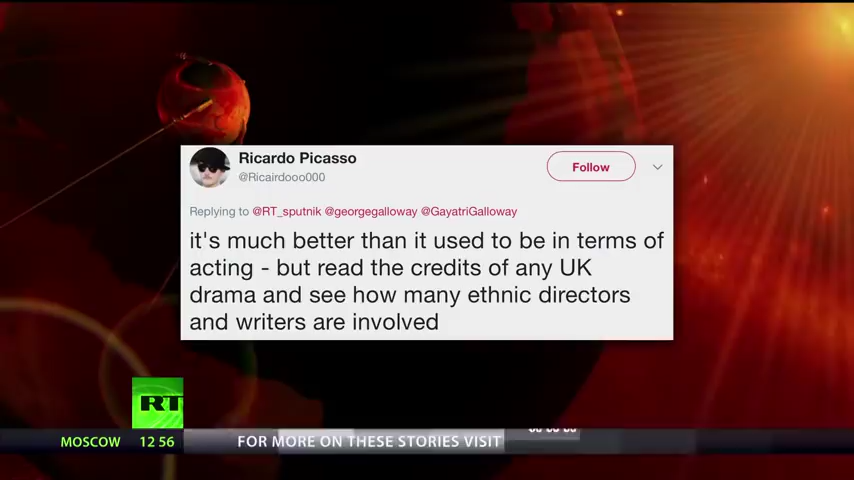 Ricardo Picasso
@Ricairdooo000
Follow
Replying to @RT_sputnik @georgegalloway @GayatriGalloway
it's much better than it used to be in terms of
acting - but read the credits of any UK
drama and see how many ethnic directors
and writers are involved
RT
MOSCOW 12 56 FOR MORE ON THESE STORIES VISIT